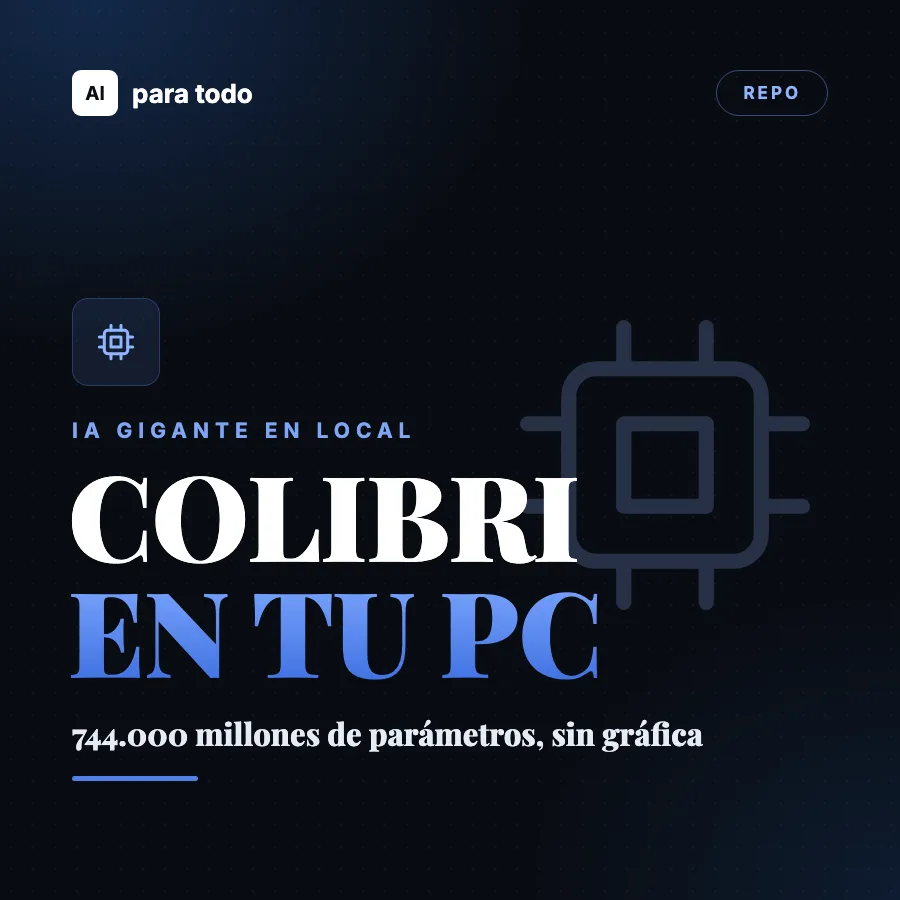 AI para todo
REPO
IA GIGANTE EN LOCAL
COLIBRI
EN TU PC
744.000 millones de parámetros, sin gráfica